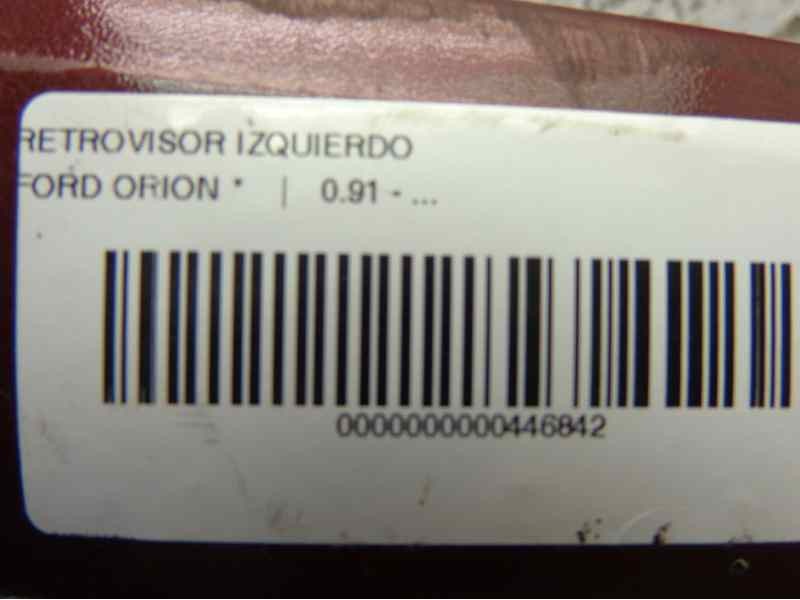 RETROVISOR IZQUIERDO
FORD ORION * | 0.91 - ...
0000000000446842